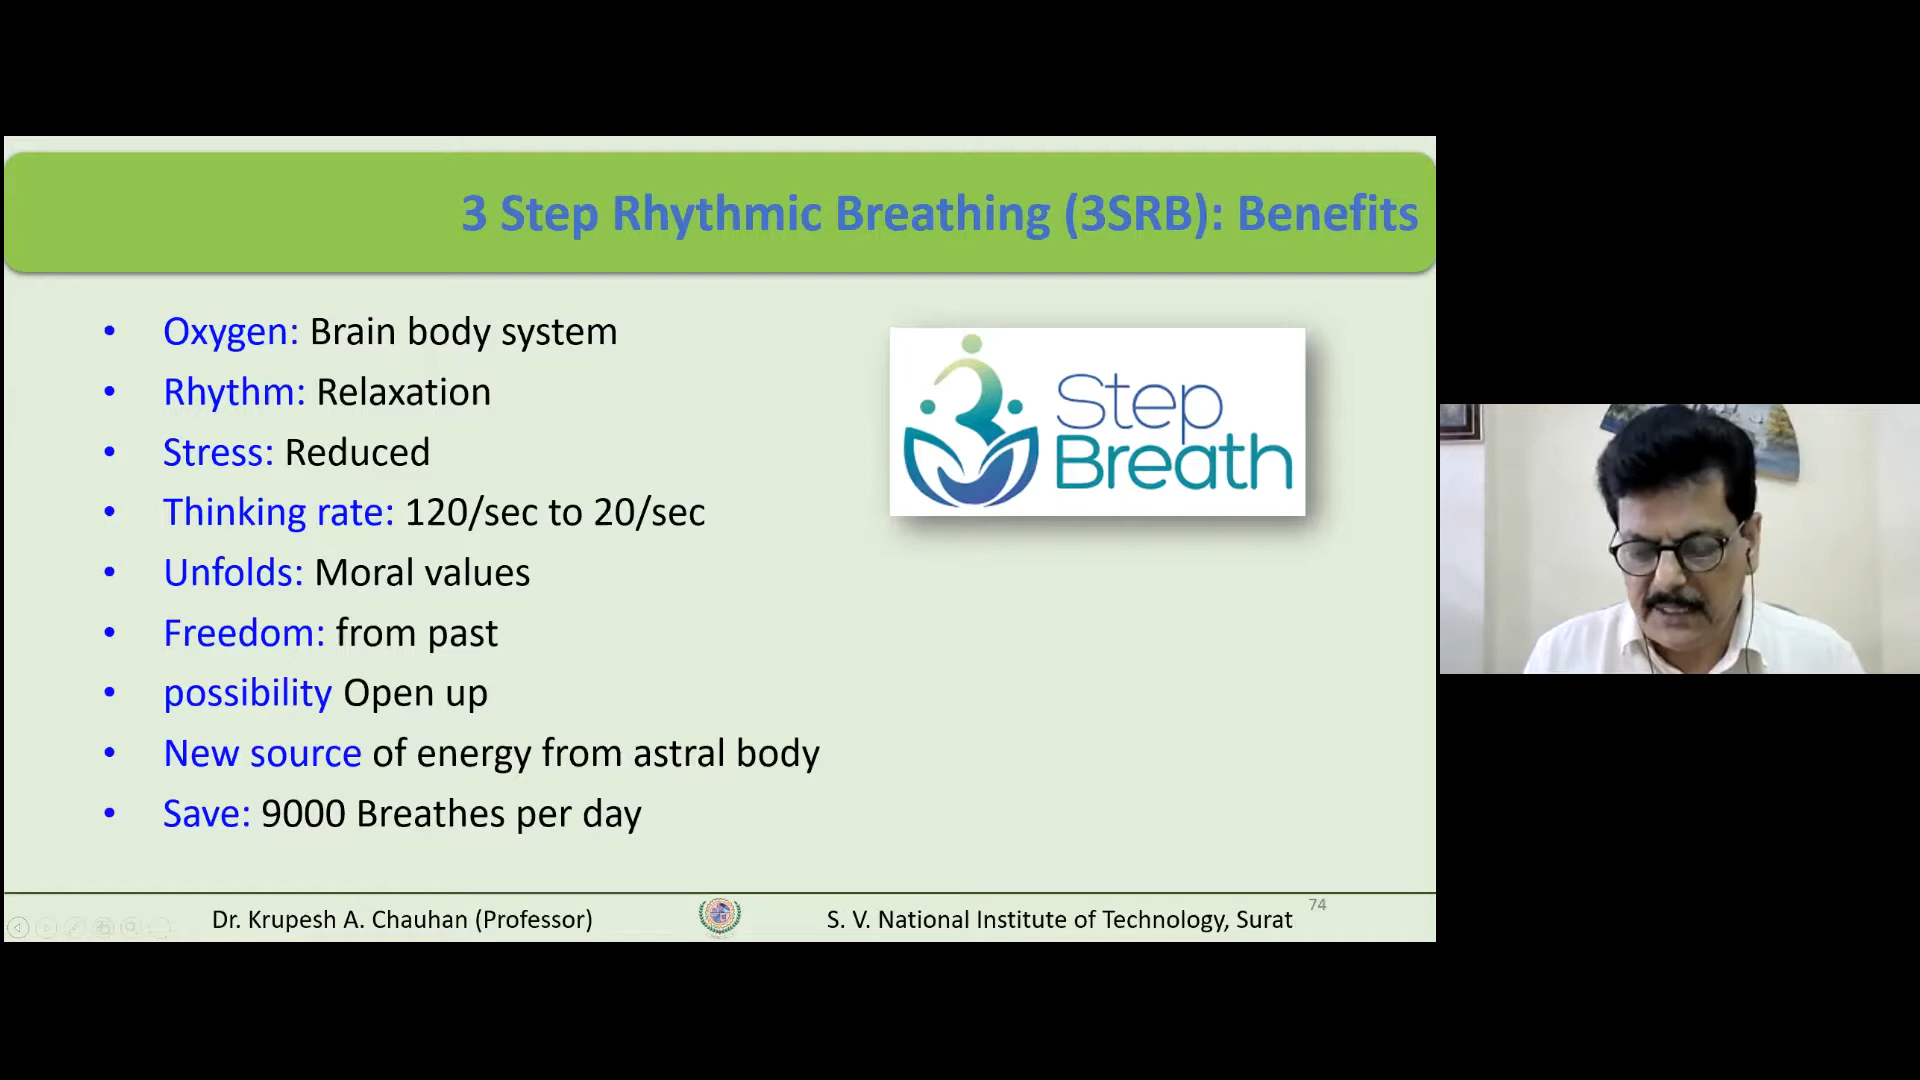 3 Step Rhythmic Breathing (3SRB): Benefits
• Oxygen: Brain body system
• Rhythm: Relaxation
• Stress: Reduced
• Thinking rate: 120/sec to 20/sec
• Unfolds: Moral values
• Freedom: from past
• possibility Open up
• New source of energy from astral body
• Save: 9000 Breathes per day
3 Step
Breath
Dr. Krupesh A. Chauhan (Professor)
S. V. National Institute of Technology, Surat
74